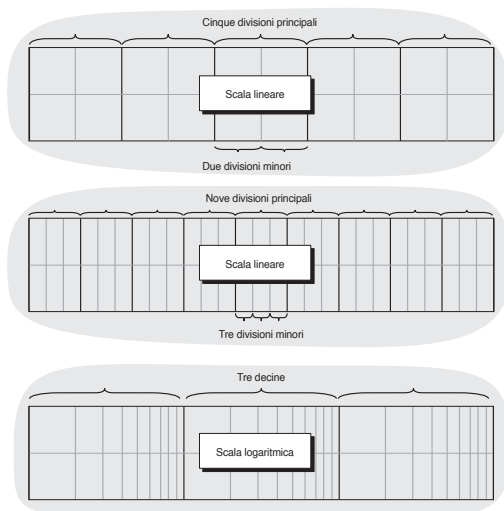 Cinque divisioni principali
Scala lineare
Due divisioni minori
Nove divisioni principali
Scala lineare
Tre divisioni minori
Tre decine
Scala logaritmica